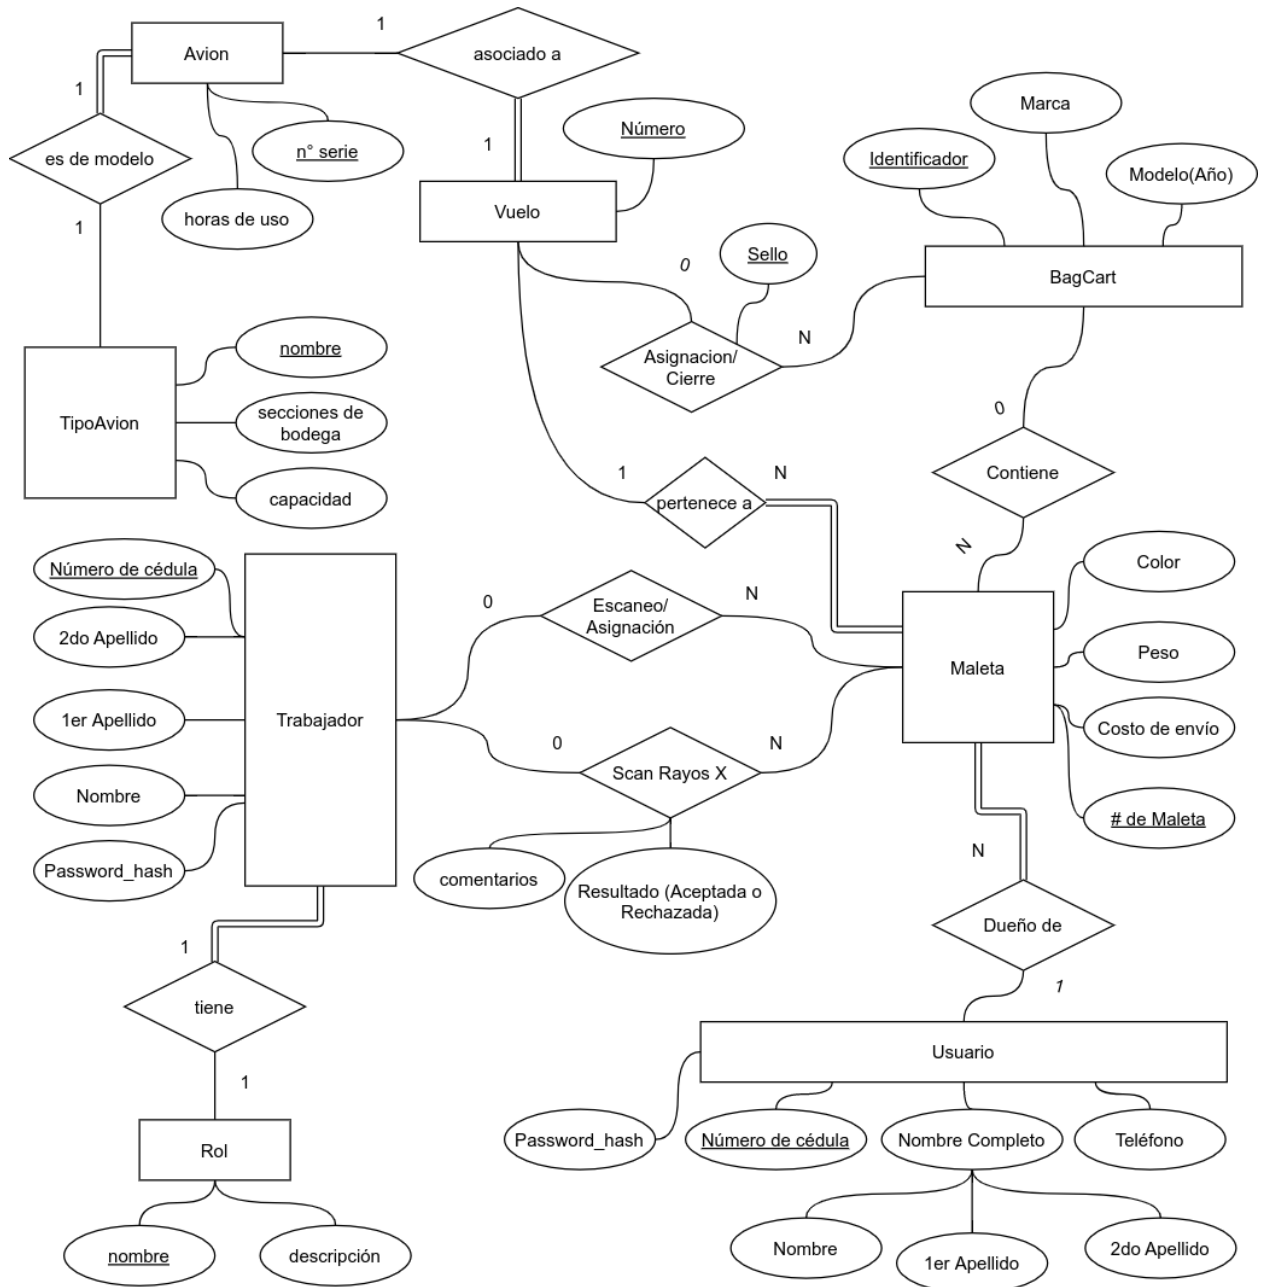 1
Avion
asociado a
1
Marca
Número
n° serie
es de modelo
1
Identificador
Modelo(Año)
Vuelo
horas de uso
1
Sello
0
BagCart
nombre
N
Asignacion/
Cierre
TipoAvion
secciones de
bodega
0
1
N
Contiene
capacidad
pertenece a
N
Número de cédula
Color
0
Escaneo/
Asignación
N
2do Apellido
Peso
Maleta
1er Apellido
Trabajador
Costo de envío
0
N
Scan Rayos X
Nombre
# de Maleta
Password_hash
comentarios
Resultado (Aceptada o
Rechazada)
N
Dueño de
1
tiene
1
1
Usuario
Rol
Password_hash
Número de cédula
Nombre Completo
Teléfono
nombre
descripción
Nombre
1er Apellido
2do Apellido